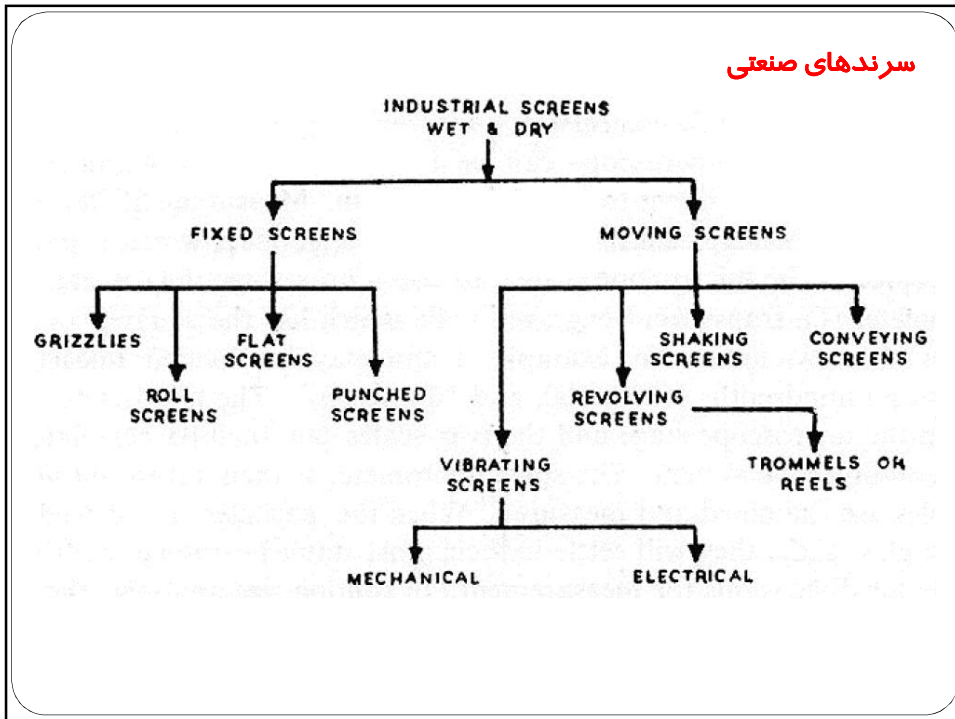 سرندهای صنعتی
INDUSTRIAL SCREENS
WET & DRY
FIXED SCREENS
MOVING SCREENS
GRIZZLIES
FLAT
SCREENS
SHAKING
SCREENS
CONVEYING
SCREENS
ROLL
SCREENS
PUNCHED
SCREENS
REVOLVING
SCREENS
VIBRATING
SCREENS
TROMMELS OR
REELS
MECHANICAL
ELECTRICAL